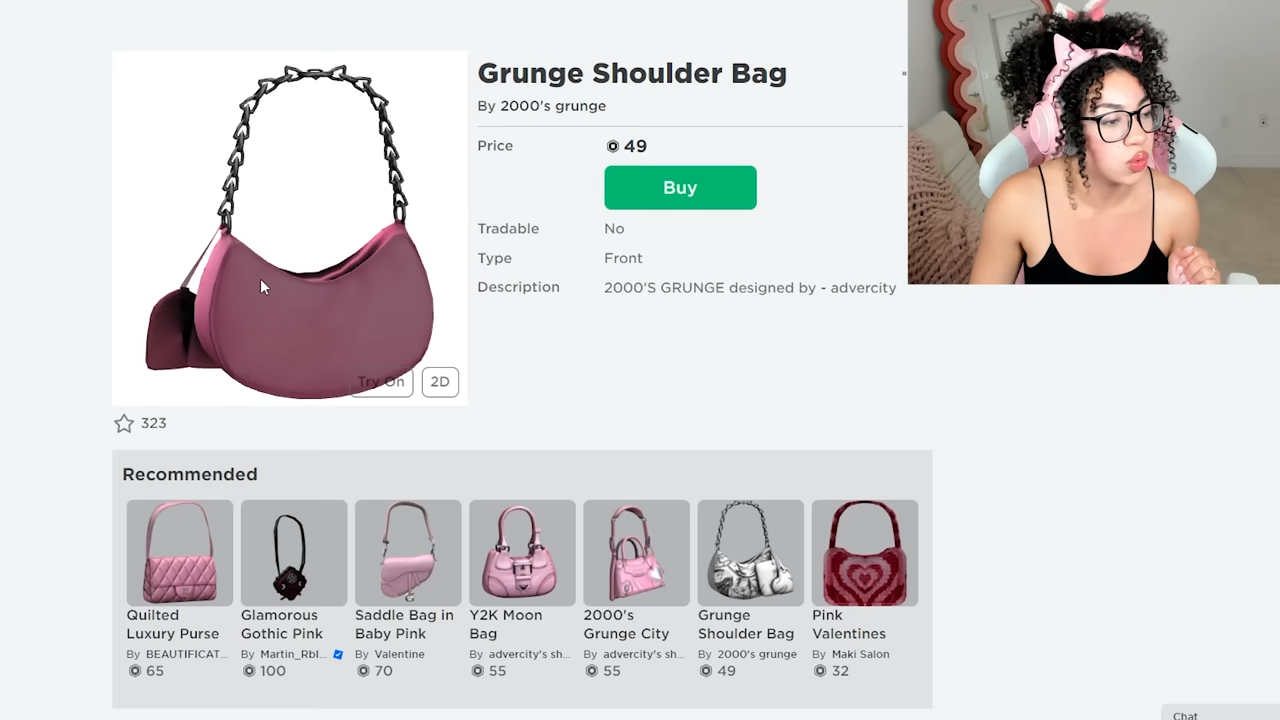 Grunge Shoulder Bag
By 2000's grunge
Price
49
Buy
Tradable
No
Type
Front
Description
2000'S GRUNGE designed by - advercity
Try On
2D
323
Recommended
Quilted
Luxury Purse
By BEAUTIFICAT...
65
Glamorous
Gothic Pink
By Martin_Rbl...
100
Saddle Bag in
Baby Pink
By Valentine
70
Y2K Moon
Bag
By advercity's sh...
55
2000's
Grunge City
By advercity's sh...
55
Grunge
Shoulder Bag
By 2000's grunge
49
Pink
Valentines
By Maki Salon
32
Chat